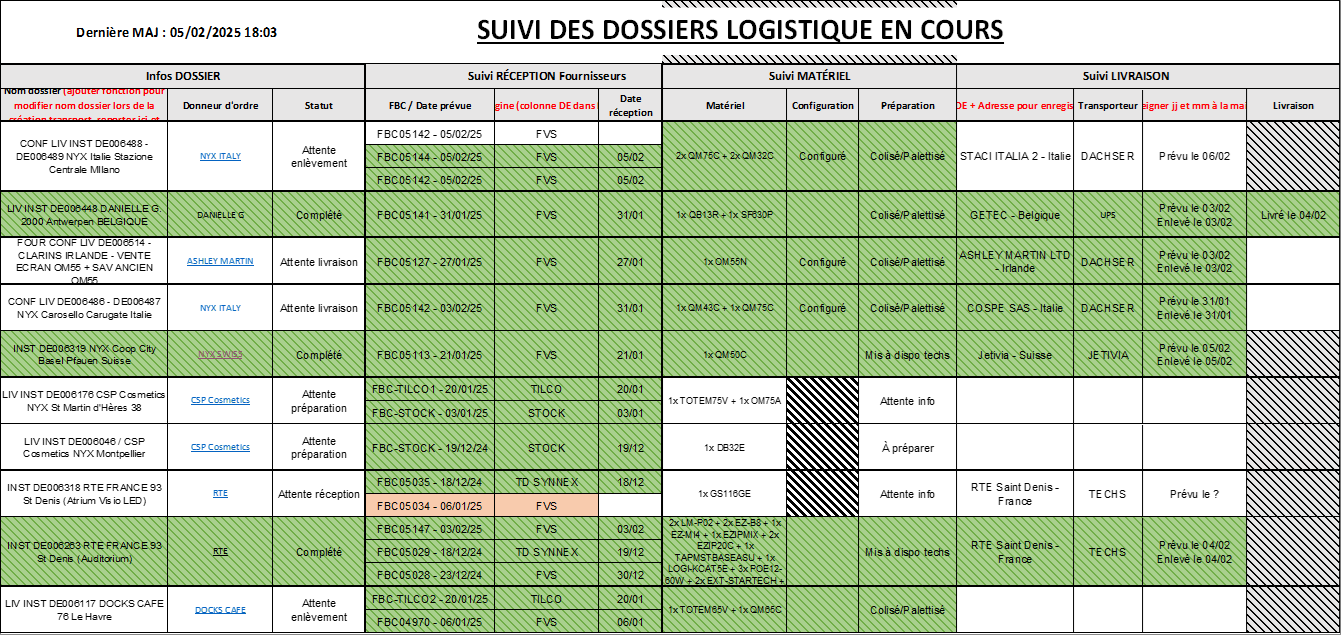 Dernière MAJ : 05/02/2025 18:03
SUIVI DES DOSSIERS LOGISTIQUE EN COURS
Infos DOSSIER
Suivi RÉCEPTION Fournisseurs
Suivi MATÉRIEL
Suivi LIVRAISON
Nom dossier (ajouter fonction pour
modifier nom dossier lors de la
création transport, reporter ici et
Donneur d'ordre
Statut
FBC / Date prévue
gine (colonne DE dans
Date
réception
Matériel
Configuration
Préparation
DE + Adresse pour enregis
Transporteur
eigner jj et mm à la ma
Livraison
CONF LIV INST DE006488 -
DE006489 NYX Italie Stazione
Centrale MIlano
NYX ITALY
Attente
enlèvement
FBC05142 - 05/02/25
FVS
FBC05144 - 05/02/25
FVS
05/02
FBC05142 - 05/02/25
FVS
05/02
2x QM75C + 2x QM32C
Configuré
Colisé/Palettisé
STACI ITALIA 2 - Italie
DACHSER
Prévu le 06/02
LIV INST DE006448 DANIELLE G.
2000 Antwerpen BELGIQUE
DANIELLE G
Complété
FBC05141 - 31/01/25
FVS
31/01
1x QB13R + 1x SF630P
Colisé/Palettisé
GETEC - Belgique
UPS
Prévu le 03/02
Enlevé le 03/02
Livré le 04/02
FOUR CONF LIV DE006514 -
CLARINS IRLANDE - VENTE
ECRAN OM55 + SAV ANCIEN
OM55
ASHLEY MARTIN
Attente livraison
FBC05127 - 27/01/25
FVS
27/01
1x OM55N
Configuré
Colisé/Palettisé
ASHLEY MARTIN LTD
- Irlande
DACHSER
Prévu le 03/02
Enlevé le 03/02
CONF LIV DE006486 - DE006487
NYX Carosello Carugate Italie
NYX ITALY
Attente livraison
FBC05142 - 03/02/25
FVS
31/01
1x QM43C + 1x QM75C
Configuré
Colisé/Palettisé
COSPE SAS - Italie
DACHSER
Prévu le 31/01
Enlevé le 31/01
INST DE006319 NYX Coop City
Basel Pfauen Suisse
NYX SWISS
Complété
FBC05113 - 21/01/25
FVS
21/01
1x QM50C
Mis à dispo techs
Jetivia - Suisse
JETIVIA
Prévu le 05/02
Enlevé le 05/02
LIV INST DE006176 CSP Cosmetics
NYX St Martin d'Hères 38
CSP Cosmetics
Attente
préparation
FBC-TILCO1 - 20/01/25
TILCO
20/01
FBC-STOCK - 03/01/25
STOCK
03/01
1x TOTEM75V + 1x OM75A
Attente info
LIV INST DE006046 / CSP
Cosmetics NYX Montpellier
CSP Cosmetics
Attente
préparation
FBC-STOCK - 19/12/24
STOCK
19/12
1x DB32E
À préparer
INST DE006318 RTE FRANCE 93
St Denis (Atrium Visio LED)
RTE
Attente réception
FBC05035 - 18/12/24
TD SYNNEX
18/12
FBC05034 - 06/01/25
FVS
1x GS116GE
Attente info
RTE Saint Denis -
France
TECHS
Prévu le ?
INST DE006263 RTE FRANCE 93
St Denis (Auditorium)
RTE
Complété
FBC05147 - 03/02/25
FVS
03/02
FBC05029 - 18/12/24
TD SYNNEX
19/12
FBC05028 - 23/12/24
FVS
30/12
2x LM-P02 + 2x EZ-B8 + 1x
EZ-MI4 + 1x EZIPMIX + 2x
EZIP20C + 1x
TAPMSTBASEASU + 1x
LOGI-KCAT5E + 3x POE12-
60W + 2x EXT-STARTECH +
Mis à dispo techs
RTE Saint Denis -
France
TECHS
Prévu le 04/02
Enlevé le 04/02
LIV INST DE006117 DOCKS CAFE
76 Le Havre
DOCKS CAFE
Attente
enlèvement
FBC-TILCO2 - 20/01/25
TILCO
20/01
FBC04970 - 06/01/25
FVS
06/01
1x TOTEM65V + 1x QM65C
Colisé/Palettisé